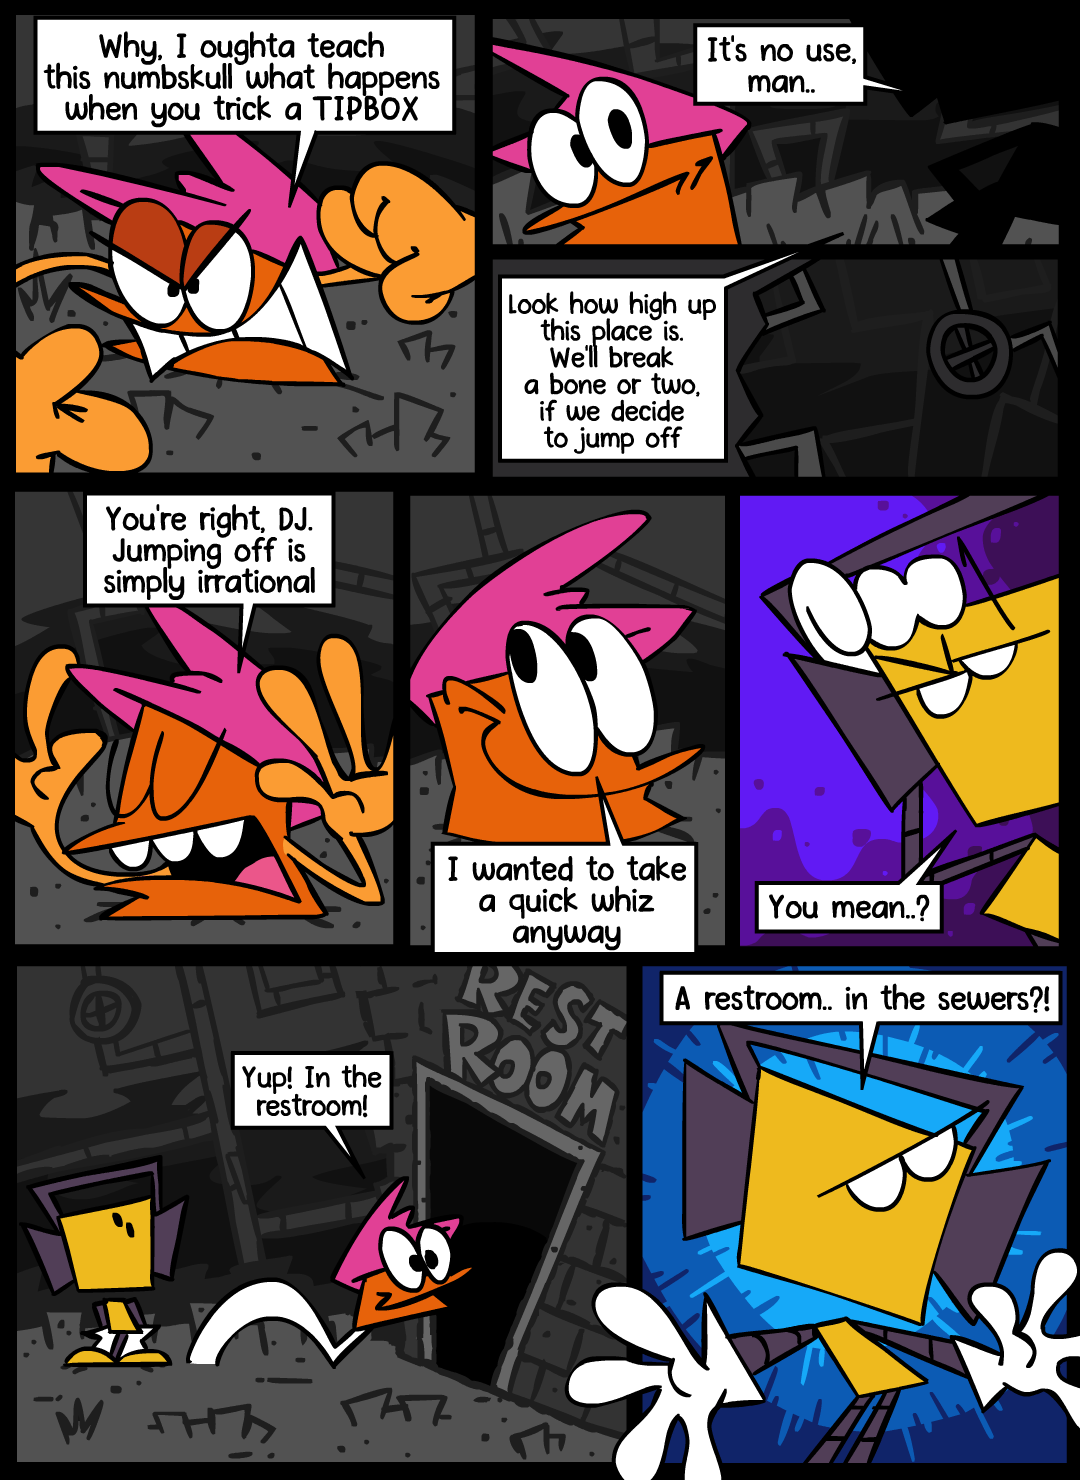 Why, I oughta teach
this numbskull what happens
when you trick a TIPBOX
It's no use,
man..
Look how high up
this place is.
We'll break
a bone or two,
if we decide
to jump off
You're right, DJ.
Jumping off is
simply irrational
I wanted to take
a quick whiz
anyway
You mean..?
REST
ROOM
Yup! In the
restroom!
A restroom.. in the sewers?!